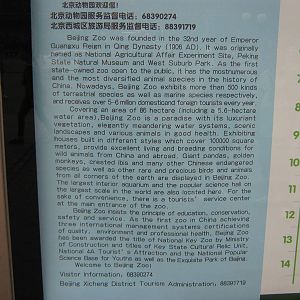 北京动物园欢迎您!
北京动物园服务监督电话: 68390274
北京西城区旅游局服务监督电话: 88391719
Beijing Zoo was founded in the 32nd year of Emperor
Guangxu Reign in Qing Dynasty (1906 AD). It was originally
named as National Agricultural Affair Experiment Site, Peking
State Natural Museum and West Suburb Park. As the first
state-owned zoo open to the public, it has the mostnumerous
and the most diversified animal species in the history of
China. Nowadays, Beijing Zoo exhibits more than 500 kinds
of terrestrial species as well as marine species respectively,
and receives over 5-6 million domestic and foreign tourists every year.
Covering an area of 86 hectare (including a 5.6-hectare
water area), Beijing Zoo is a paradise with its luxuriant
vegetation, elegantly meandering water systems, scenic
landscapes and various animals in good health. Exhibiting
houses built in different styles which cover 100000 square
meters, provide excellent living and breeding conditions for
wild animals from China and abroad. Giant pandas, golden
monkeys, crested ibis and many other Chinese endangered
species as well as other rare and precious birds and animals
from all corners of the earth are displayed in Beijing Zoo.
The largest interior aquarium and the popular science hall on
the largest scale in the world are also located here. For the
sake of convenience, there is a tourists' service center
at the main entrance of the zoo.
Beijing Zoo insists the principle of education, conservation,
safety and service. As the first zoo in China achieving
three international management systems certifications
of quality, environment and professional health, Beijing Zoo
has been awarded the title of National Key Zoo by Ministry
of Construction and titles of Key State Cultural Relic Unit,
National 4A Tourist's Attraction and the National Popular
Science Base for Youth as well as the Exquisite Park of Beijing
Welcome to Beijing Zoo!
Visitor Information, 68390274
Beijing Xicheng District Tourism Administration, 88391719
10
11
12
13
14